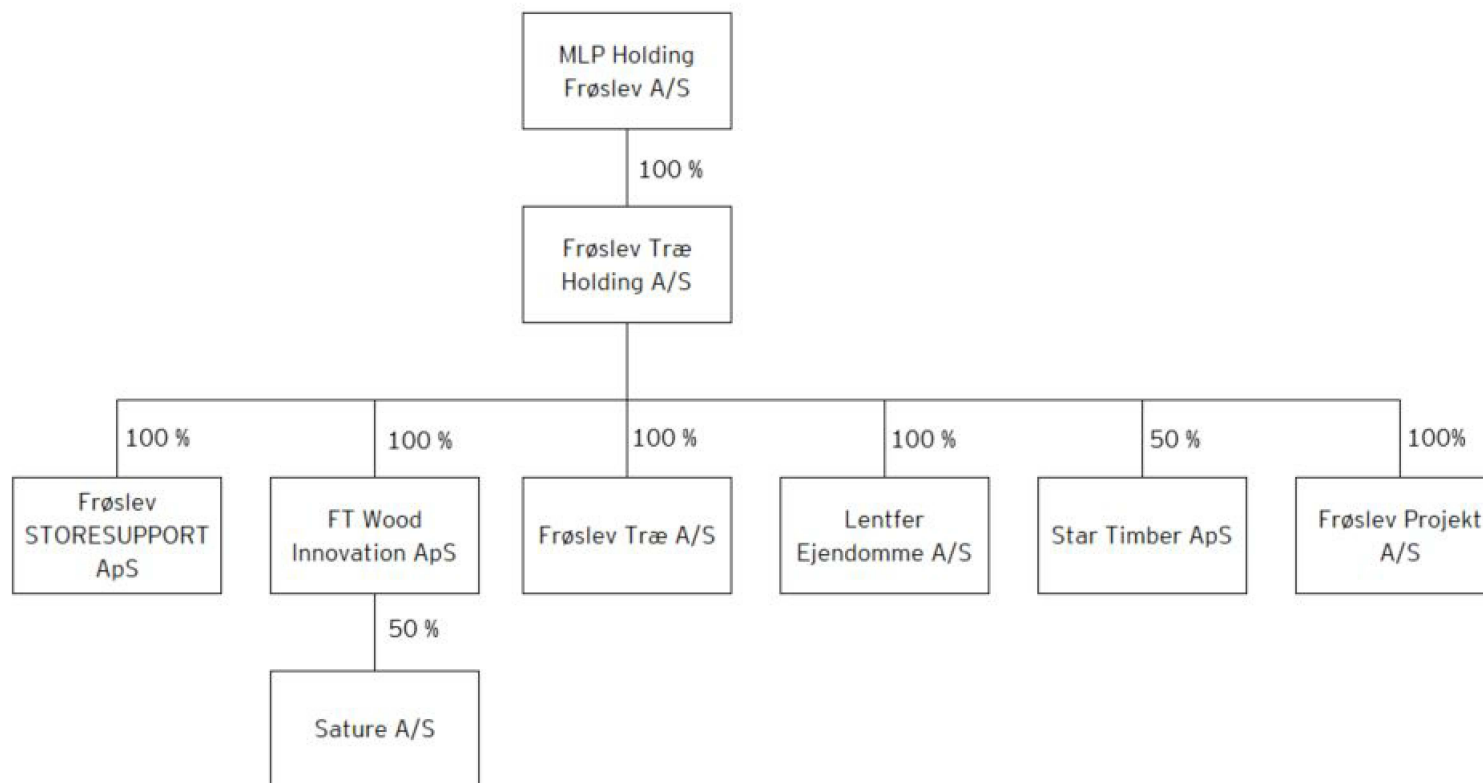 MLP Holding
Frøslev A/S
100 %
Frøslev Træ
Holding A/S
100 %
100 %
100 %
100 %
50 %
100%
Frøslev
STORESUPPORT
ApS
FT Wood
Innovation ApS
Frøslev Træ A/S
Lentfer
Ejendomme A/S
Star Timber ApS
Frøslev Projekt
A/S
50 %
Sature A/S